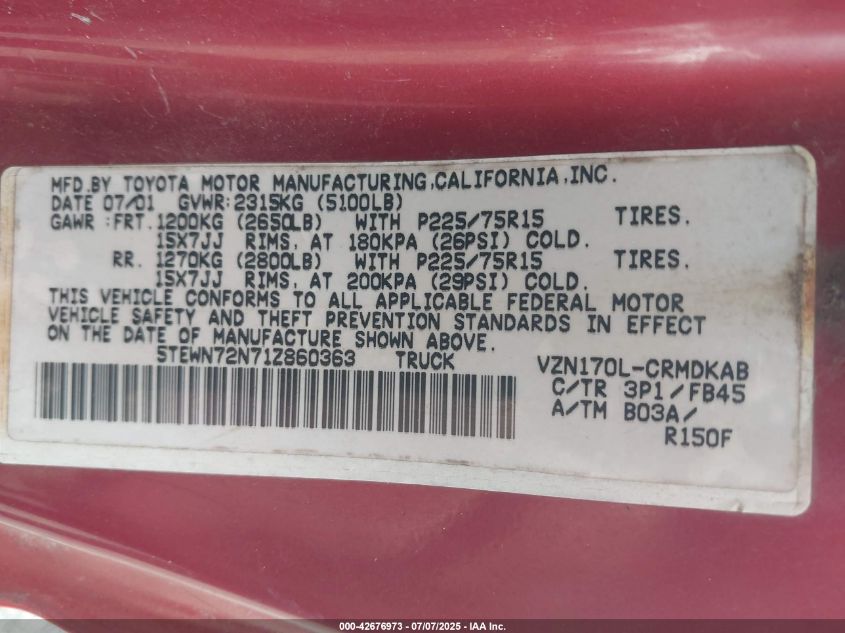 MFD.BY TOYOTA MOTOR MANUFACTURING,CALIFORNIA,INC.
DATE 07/01 GVWR:2315KG (5100LB)
GAWR :FRT. 1200KG (2650LB) WITH P225/75R15 TIRES.
15X7JJ RIMS, AT 180KPA (26PSI) COLD.
RR. 1270KG (2800LB) WITH P225/75R15 TIRES.
15X7JJ RIMS, AT 200KPA (29PSI) COLD.
THIS VEHICLE CONFORMS TO ALL APPLICABLE FEDERAL MOTOR
VEHICLE SAFETY AND THEFT PREVENTION STANDARDS IN EFFECT
ON THE DATE OF MANUFACTURE SHOWN ABOVE.
5TEWN72N71Z860363 TRUCK VZN170L-CRMDKAB
C/TR 3P1/FB45
A/TM B03A/
R150F
000-42676973 / 07/07/2025 - IAA Inc.